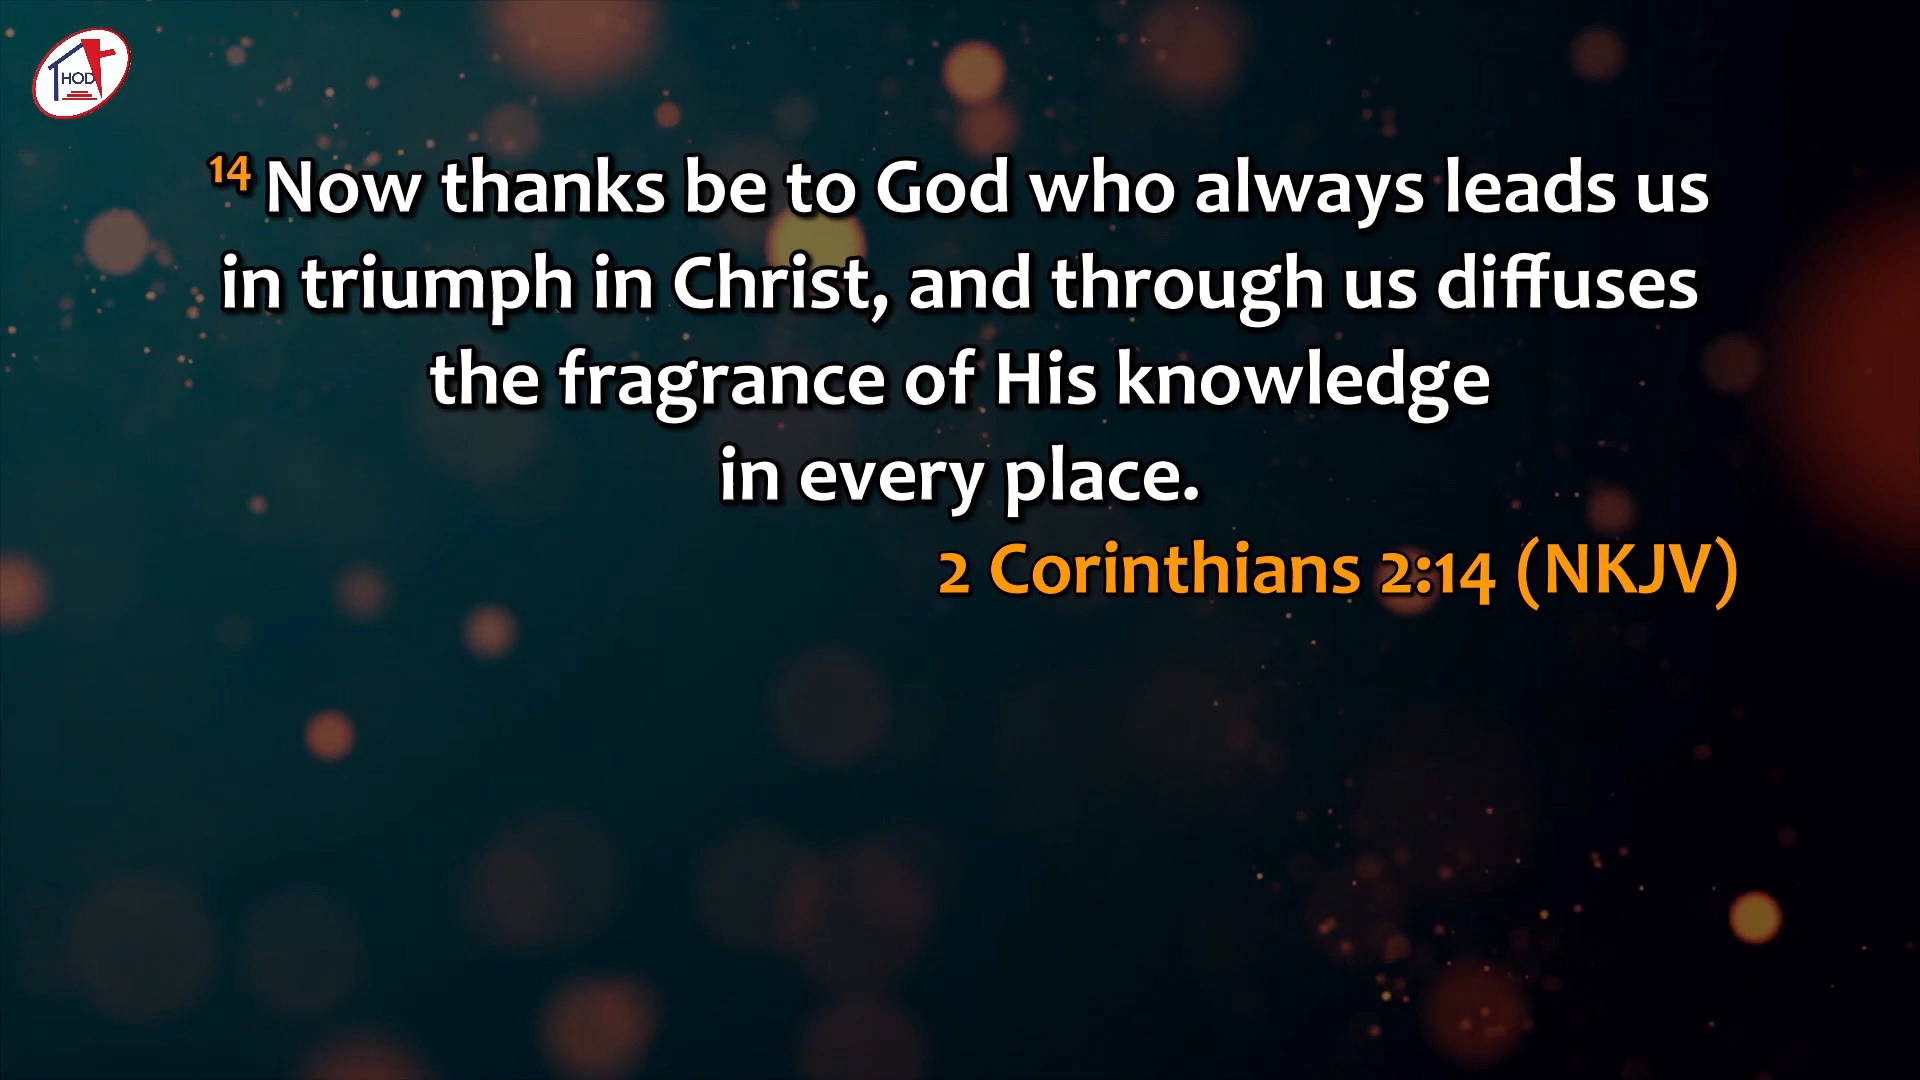 HOD
14 Now thanks be to God who always leads us
in triumph in Christ, and through us diffuses
the fragrance of His knowledge
in every place.
2 Corinthians 2:14 (NKJV)